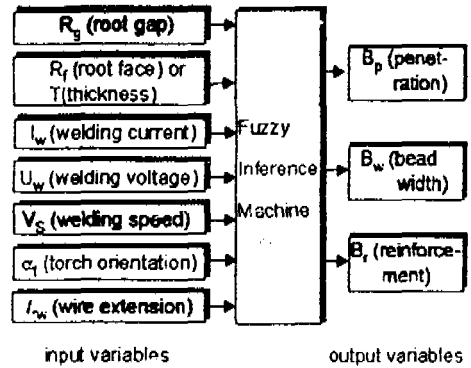 R_g (root gap)
R_f (root face) or
T(thickness)
I_w (welding current)
U_w (welding voltage)
V_S (welding speed)
α_t (torch orientation)
l_w (wire extension)
input variables
Fuzzy
Inference
Machine
B_p (penet-
ration)
B_w (bead
width)
B_r (reinforce-
ment)
output variables